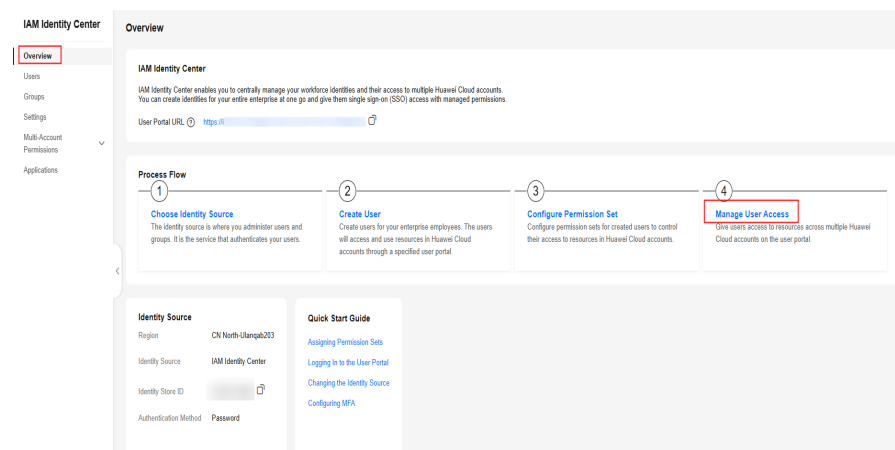 IAM Identity Center
Overview
Users
Groups
Settings
Multi-Account
Permissions
Applications
Overview
IAM Identity Center
IAM Identity Center enables you to centrally manage your workforce identities and their access to multiple Huawei Cloud accounts.
You can create identities for your entire enterprise at one go and give them single sign-on (SSO) access with managed permissions.
User Portal URL ? https://
Process Flow
1
Choose Identity Source
The identity source is where you administer users and
groups. It is the service that authenticates your users.
2
Create User
Create users for your enterprise employees. The users
will access and use resources in Huawei Cloud
accounts through a specified user portal.
3
Configure Permission Set
Configure permission sets for created users to control
their access to resources in Huawei Cloud accounts.
4
Manage User Access
Give users access to resources across multiple Huawei
Cloud accounts on the user portal.
Identity Source
Region CN North-Ulanqab203
Identity Source IAM Identity Center
Identity Store ID
Authentication Method Password
Quick Start Guide
Assigning Permission Sets
Logging In to the User Portal
Changing the Identity Source
Configuring MFA